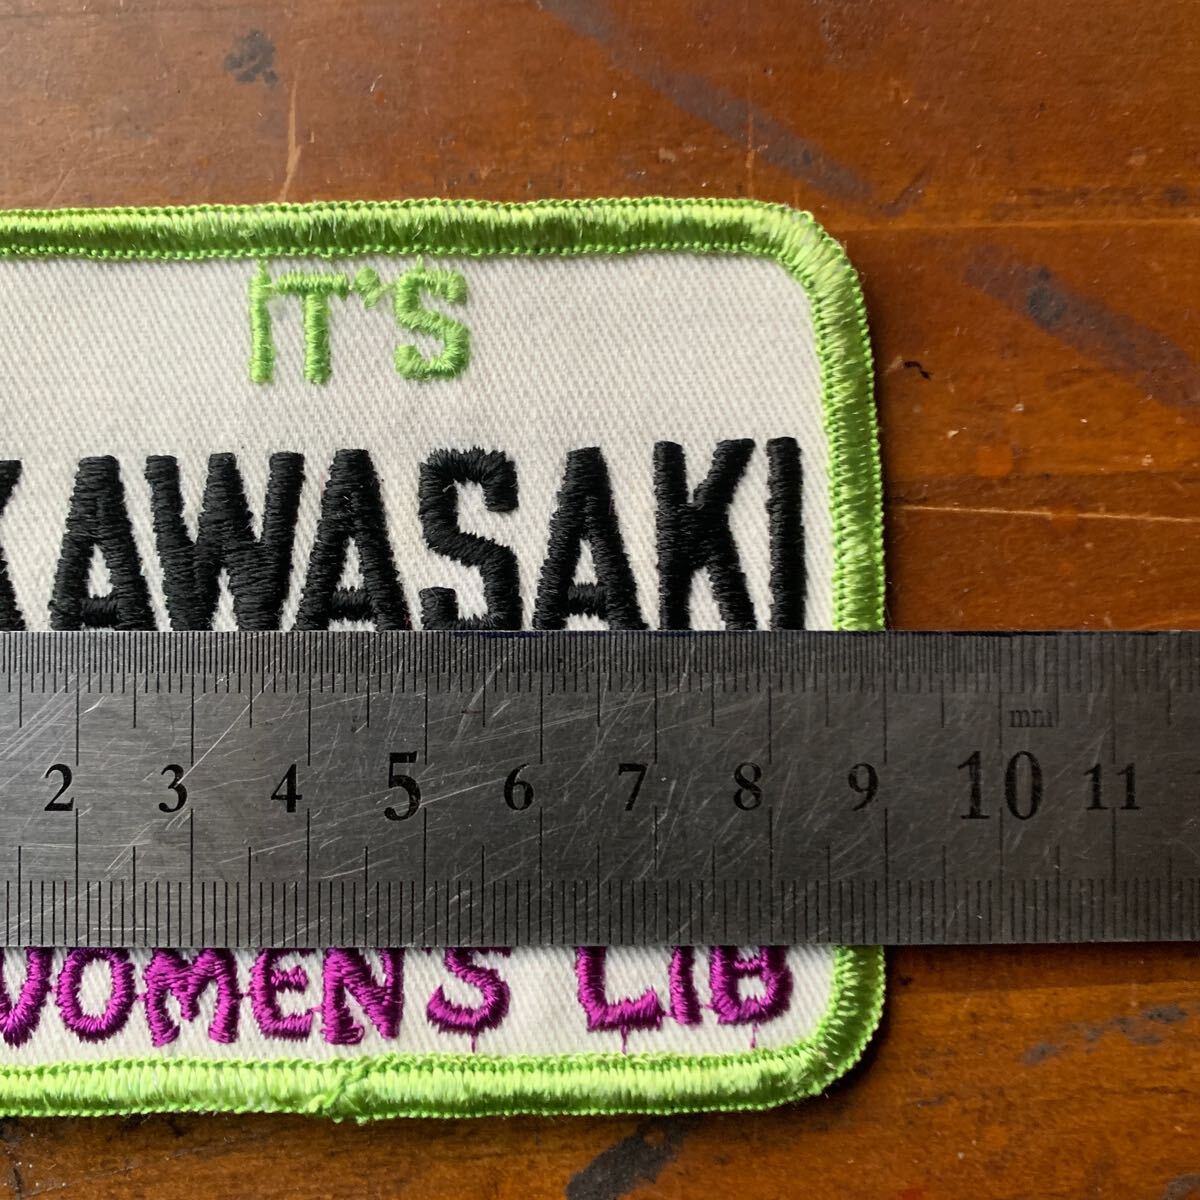 IT'S
KAWASAKI
mm
2 3 4 5 6 7 8 9 10 11
WOMEN'S LIB